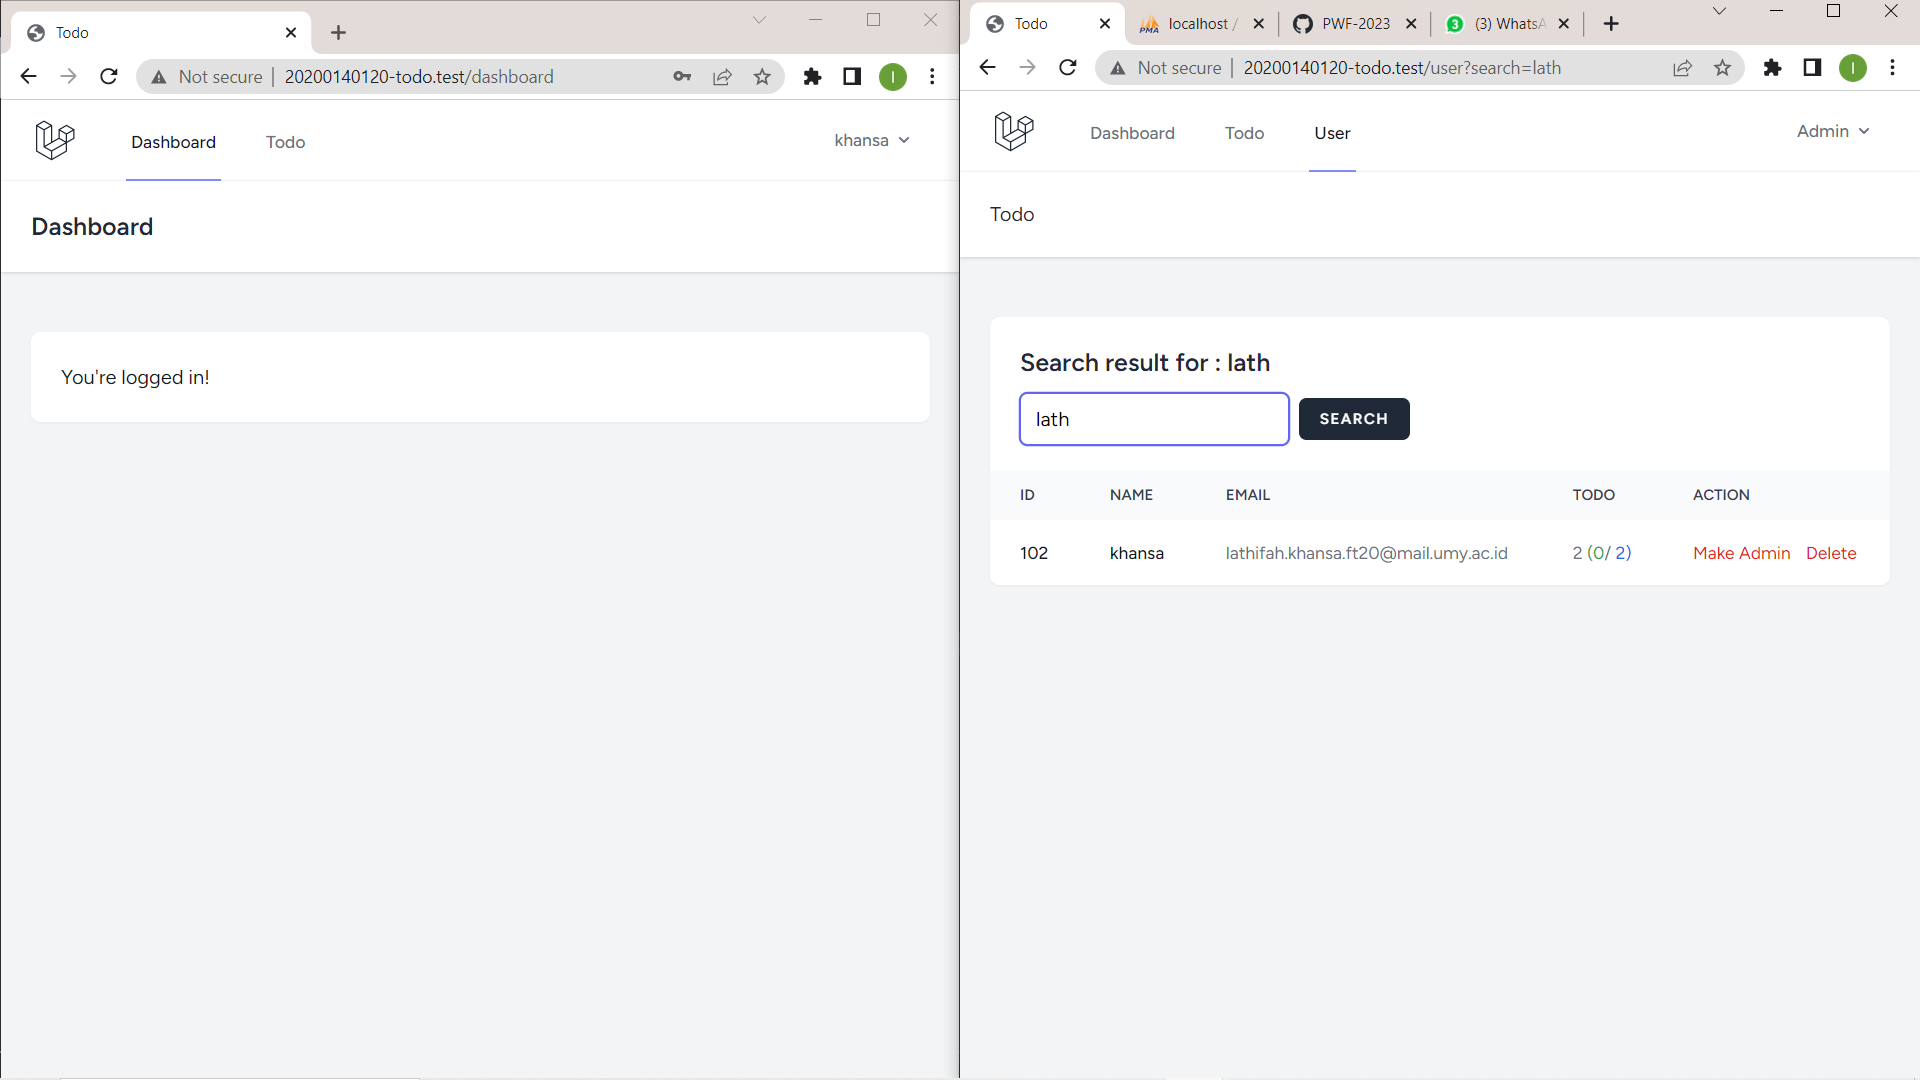 Todo
Not secure
20200140120-todo.test/dashboard
I
Dashboard
Todo
khansa
Dashboard
You're logged in!
Todo
PMA
localhost /
PWF-2023
3
(3) WhatsA
Not secure
20200140120-todo.test/user?search=lath
I
Dashboard
Todo
User
Admin
Todo
Search result for : lath
lath
SEARCH
ID
NAME
EMAIL
TODO
ACTION
102
khansa
lathifah.khansa.ft20@mail.umy.ac.id
2 (0/ 2)
Make Admin
Delete